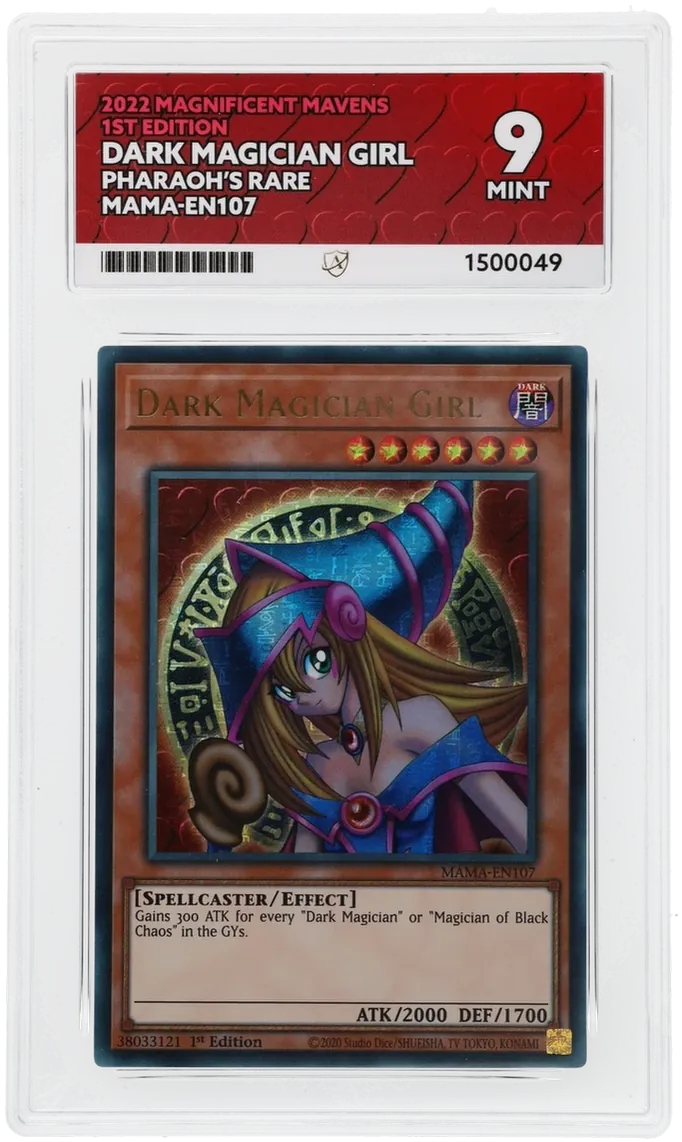 2022 MAGNIFICENT MAVENS
1ST EDITION
DARK MAGICIAN GIRL
PHARAOH'S RARE
MAMA-EN107
9
MINT
1500049
DARK MAGICIAN GIRL
DARK
闇
MAMA-EN107
[SPELLCASTER/EFFECT]
Gains 300 ATK for every "Dark Magician" or "Magician of Black
Chaos" in the GYs.
ATK/2000 DEF/1700
38033121 1st Edition
©2020 Studio Dice/SHUEISHA, TV TOKYO, KONAMI